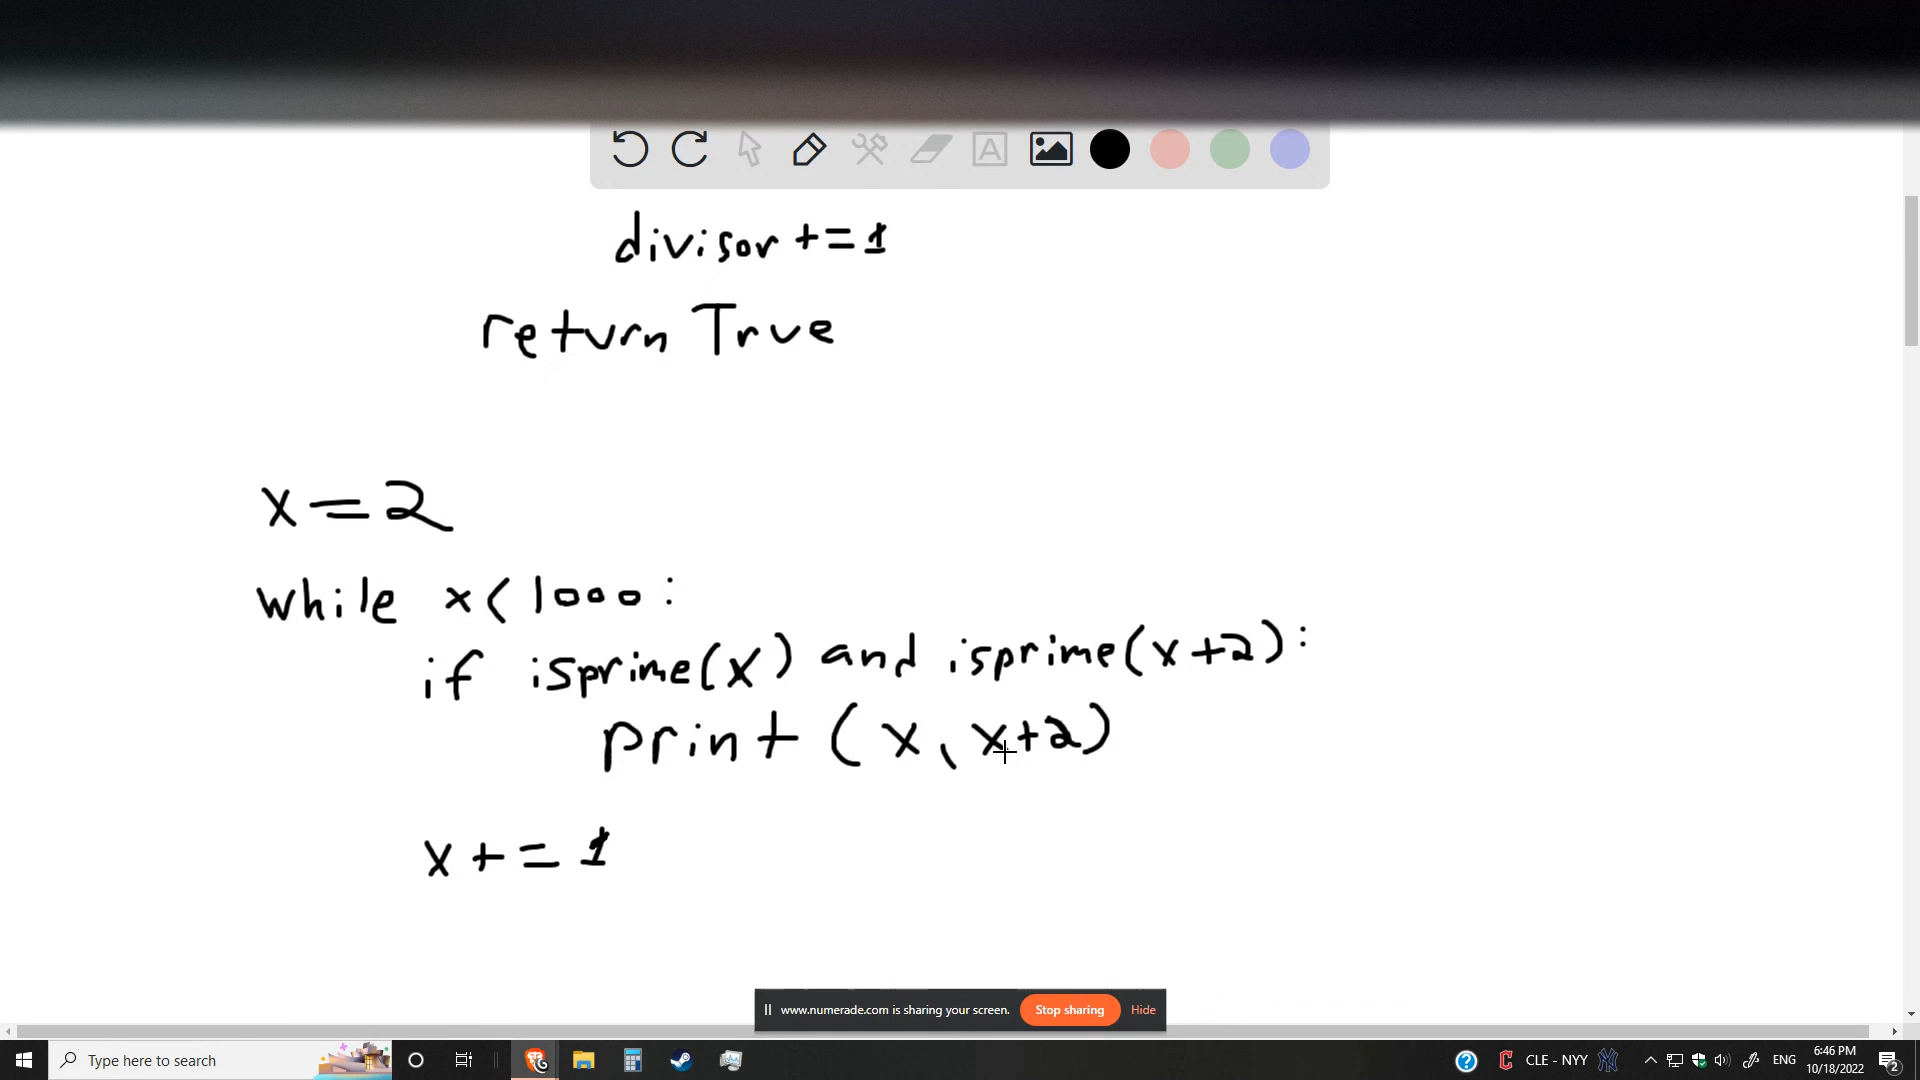 A
divisor += 1
return True
x = 2
while x < 1000 :
if isprime(x) and isprime(x+2) :
print (x, x+2)
x += 1
www.numerade.com is sharing your screen. Stop sharing Hide
Type here to search
CLE - NYY
ENG
6:46 PM
10/18/2022
2